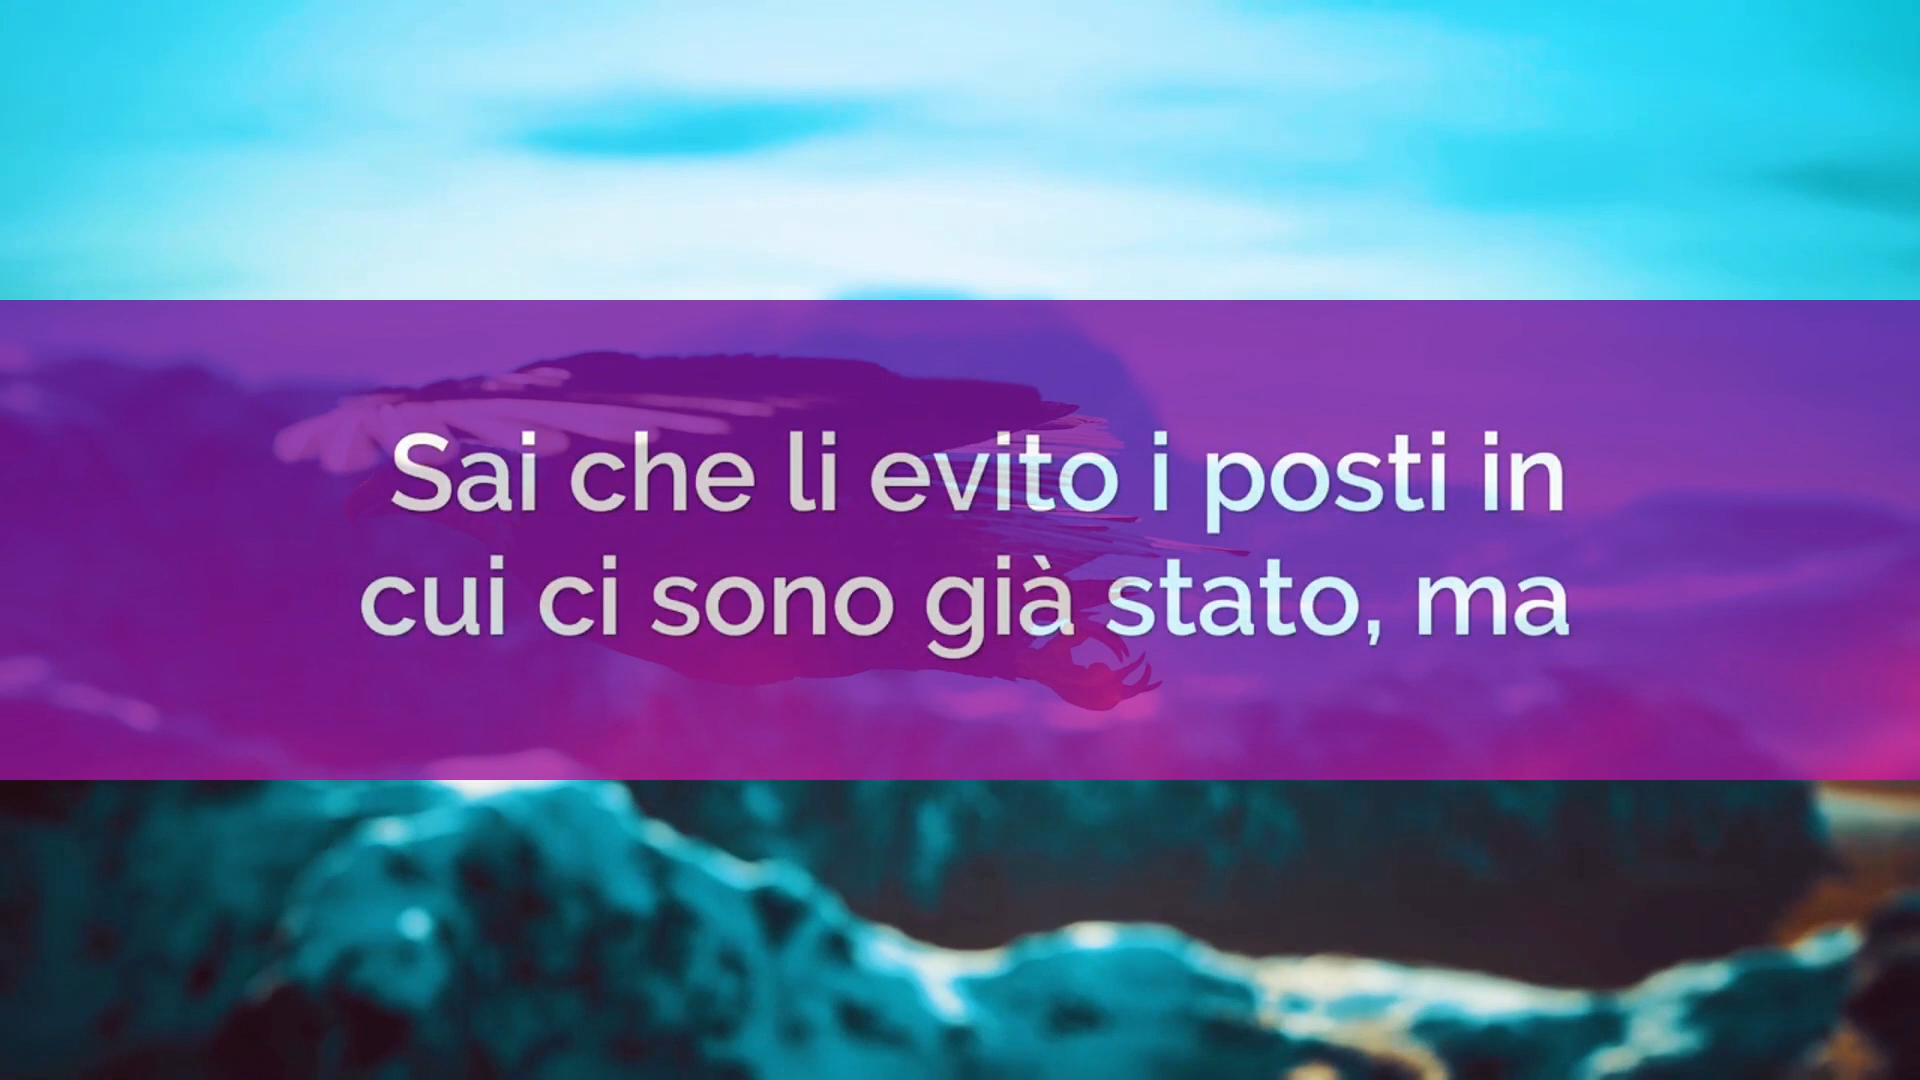 Sai che li evito i posti in
cui ci sono già stato, ma